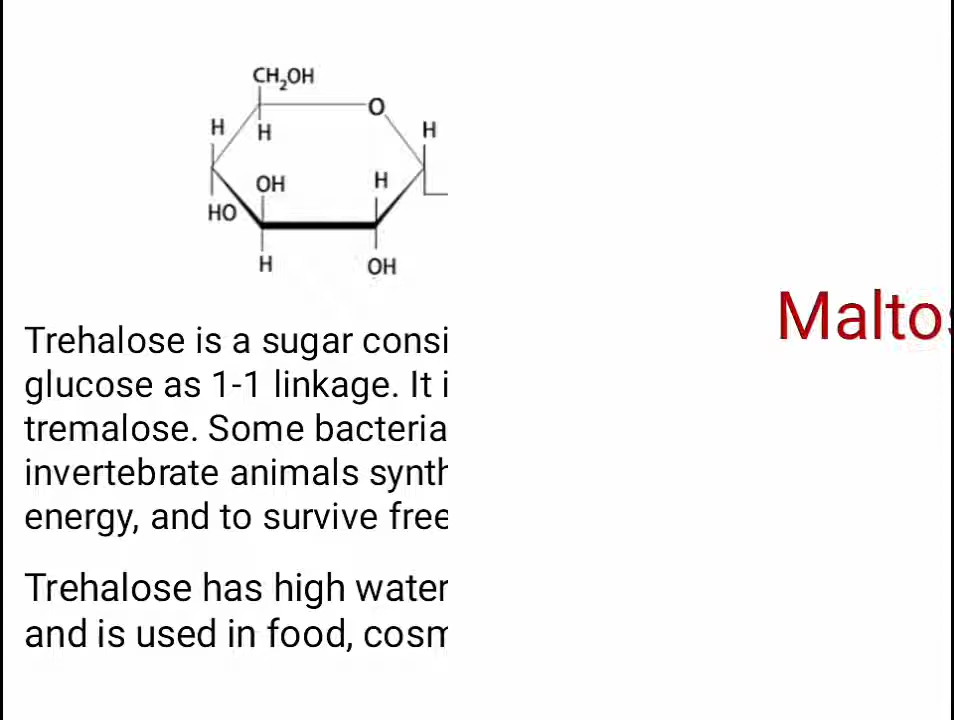 CH2OH
O
H
H
H
OH
H
HO
H
OH
Trehalose is a sugar consi
glucose as 1-1 linkage. It i
tremalose. Some bacteria
invertebrate animals synth
energy, and to survive free
Trehalose has high water
and is used in food, cosm
Maltos